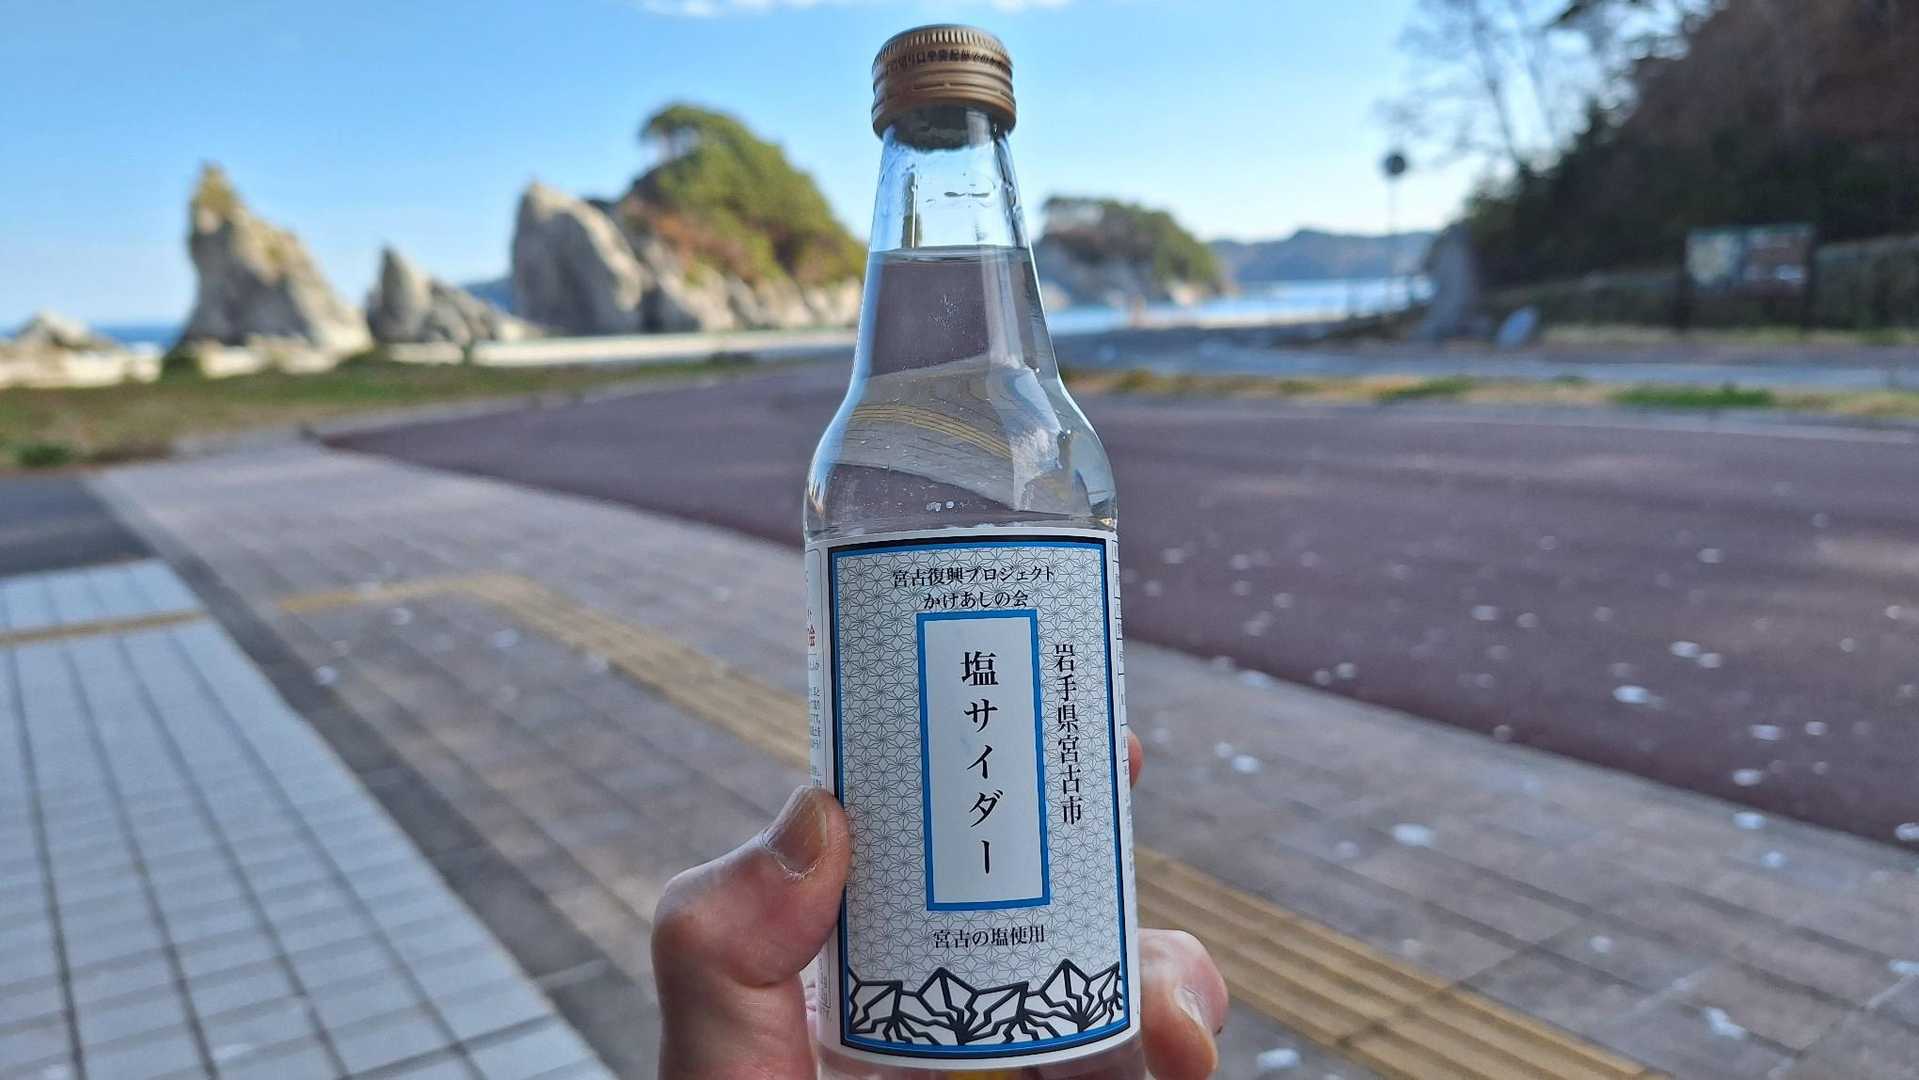 宮古復興プロジェクト
かけあしの会
岩手県宮古市
塩サイダー
宮古の塩使用